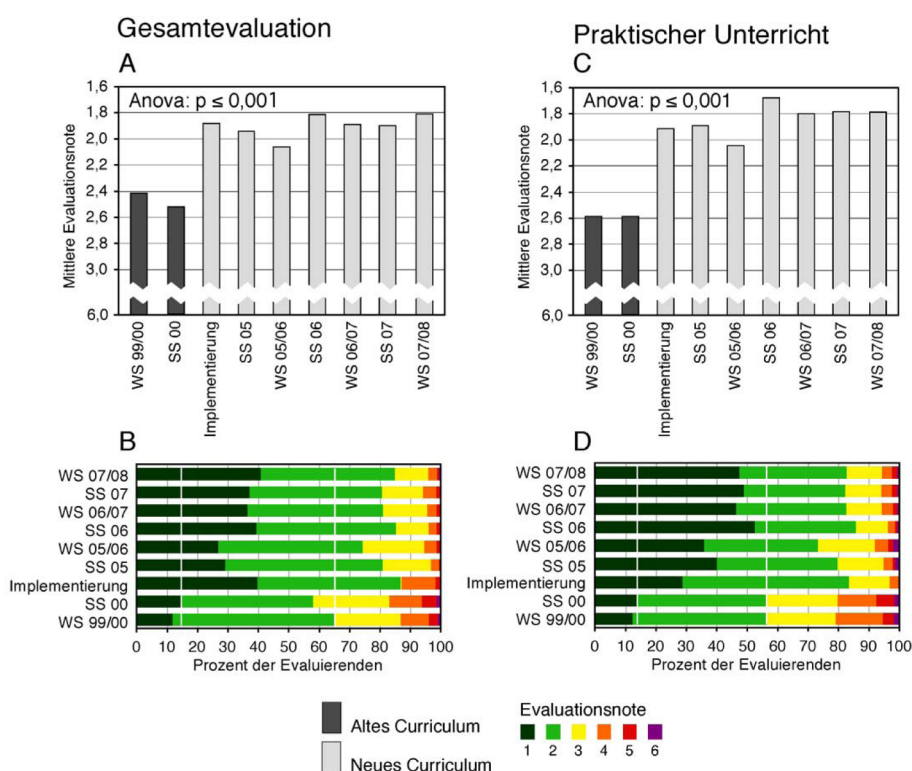 Gesamtevaluation
A
Anova: p ≤ 0,001
Mittlere Evaluationsnote
1,6
1,8
2,0
2,2
2,4
2,6
2,8
3,0
6,0
WS 99/00
SS 00
Implementierung
SS 05
WS 05/06
SS 06
WS 06/07
SS 07
WS 07/08
Praktischer Unterricht
C
Anova: p ≤ 0,001
Mittlere Evaluationsnote
1,6
1,8
2,0
2,2
2,4
2,6
2,8
3,0
6,0
WS 99/00
SS 00
Implementierung
SS 05
WS 05/06
SS 06
WS 06/07
SS 07
WS 07/08
B
WS 07/08
SS 07
WS 06/07
SS 06
WS 05/06
SS 05
Implementierung
SS 00
WS 99/00
0 10 20 30 40 50 60 70 80 90 100
Prozent der Evaluierenden
D
WS 07/08
SS 07
WS 06/07
SS 06
WS 05/06
SS 05
Implementierung
SS 00
WS 99/00
0 10 20 30 40 50 60 70 80 90 100
Prozent der Evaluierenden
Altes Curriculum
Neues Curriculum
Evaluationsnote
1 2 3 4 5 6